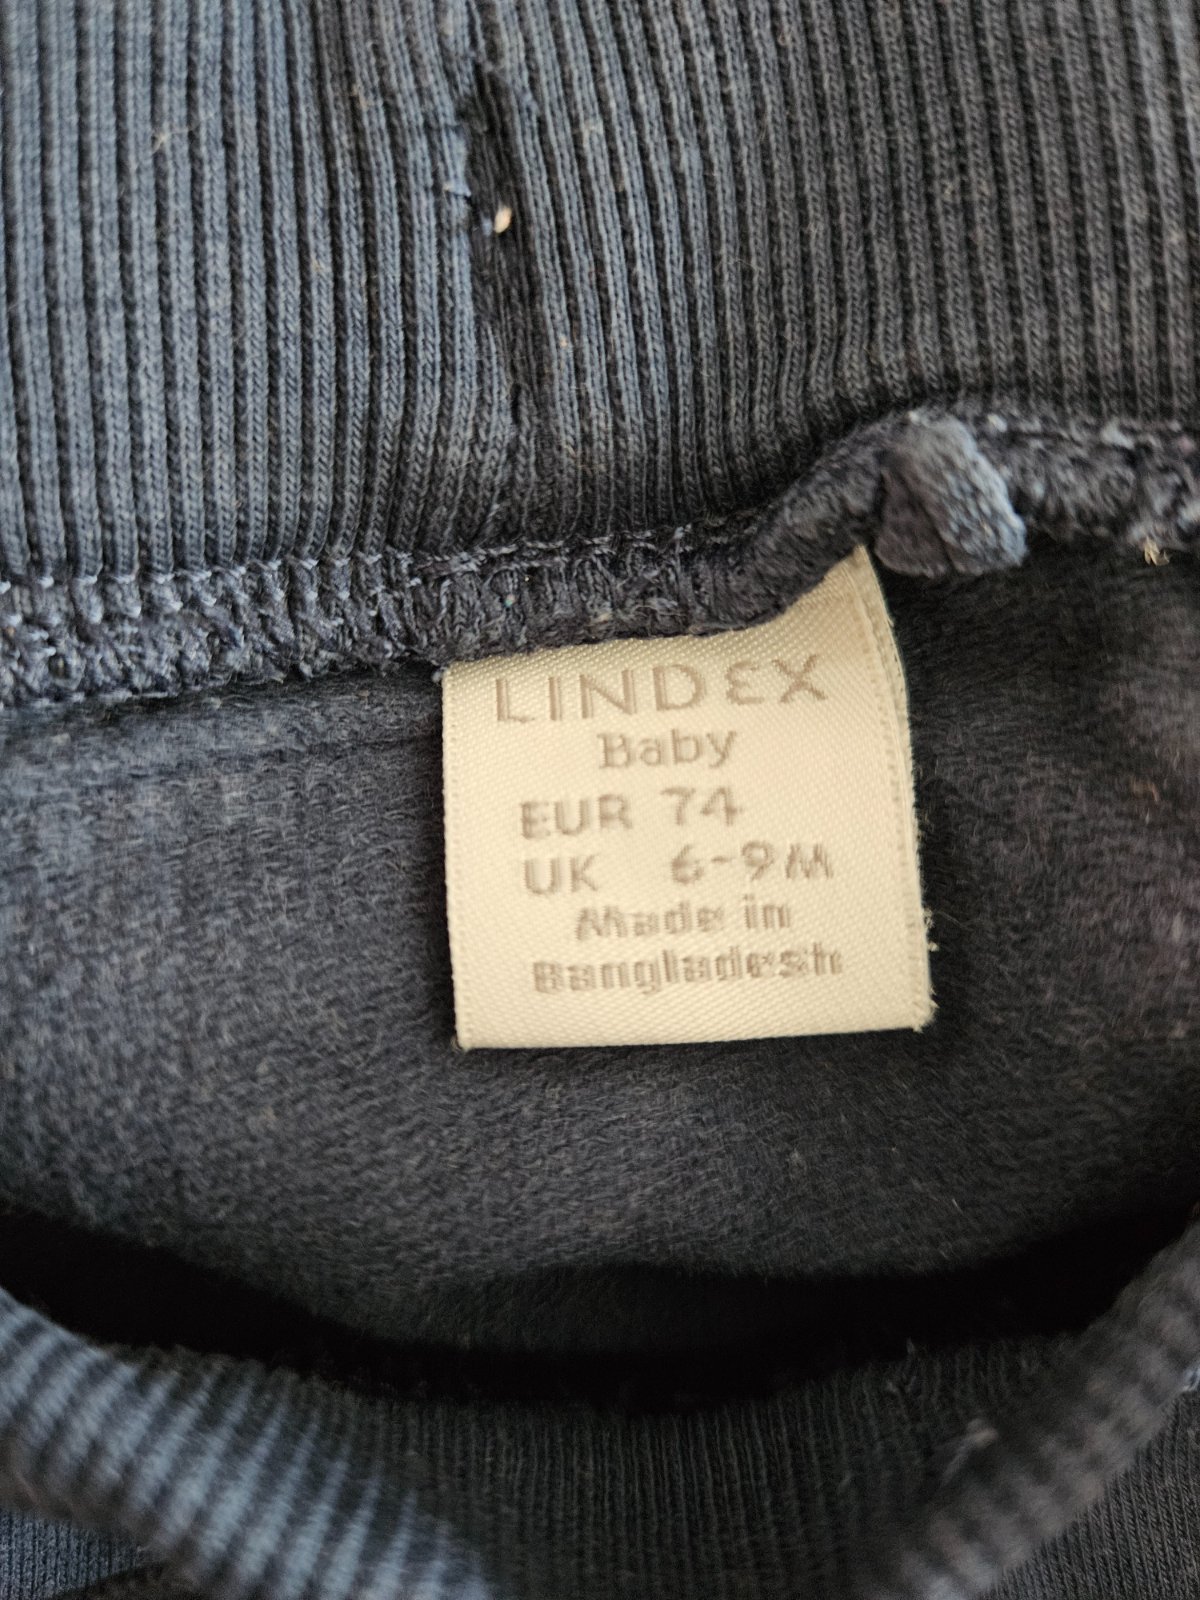 LINDEX
Baby
EUR 74
UK 6-9M
Made in
Bangladesh